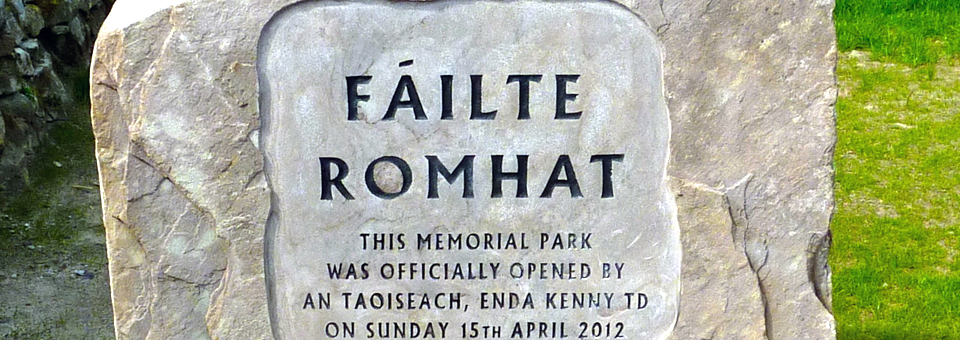 FÁILTE
ROMHAT
THIS MEMORIAL PARK
WAS OFFICIALLY OPENED BY
AN TAOISEACH, ENDA KENNY TD
ON SUNDAY 15TH APRIL 2012